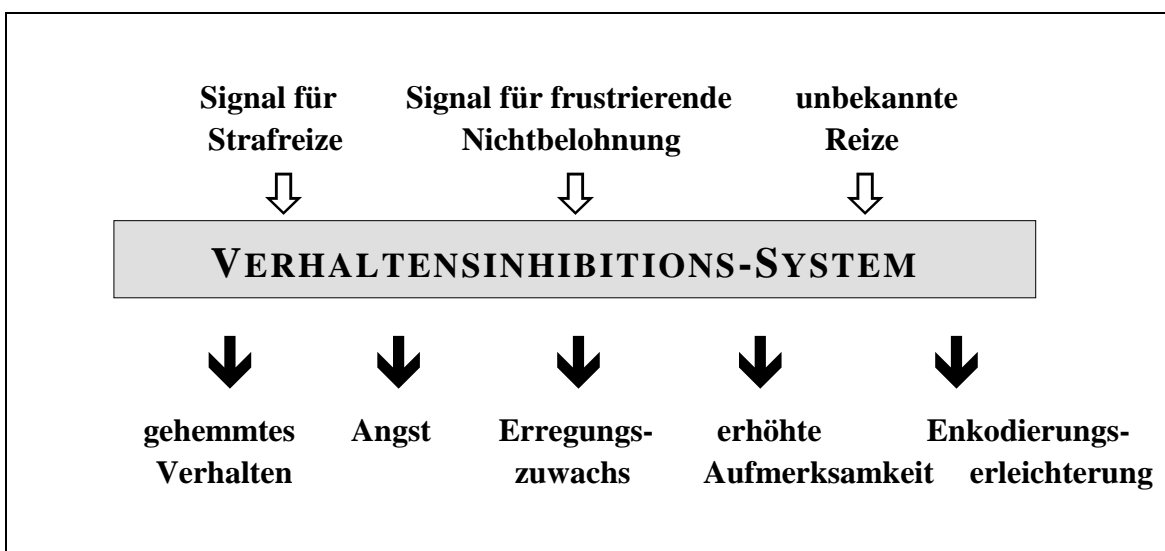 Signal für Signal für frustrierende unbekannte
Strafreize Nichtbelohnung Reize
VERHALTENSINHIBITIONS-SYSTEM
gehemmtes Angst Erregungs- erhöhte Enkodierungs-
Verhalten zuwachs Aufmerksamkeit erleichterung